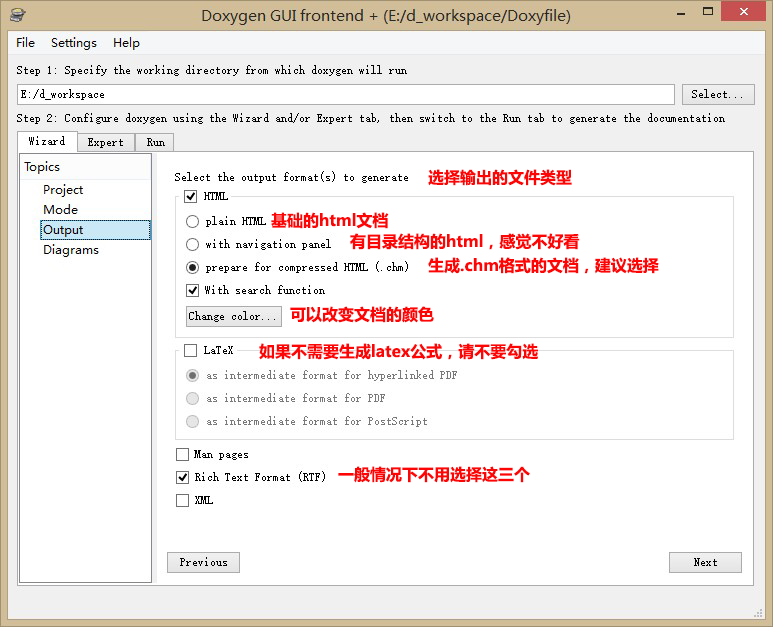 Doxygen GUI frontend + (E:/d_workspace/Doxyfile)
File Settings Help
Step 1: Specify the working directory from which doxygen will run
E:/d_workspace Select...
Step 2: Configure doxygen using the Wizard and/or Expert tab, then switch to the Run tab to generate the documentation
Wizard Expert Run
Topics
Project
Mode
Output
Diagrams
Select the output format(s) to generate 选择输出的文件类型
HTML
plain HTML 基础的html文档
with navigation panel 有目录结构的html，感觉不好看
prepare for compressed HTML (.chm) 生成.chm格式的文档，建议选择
With search function
Change color... 可以改变文档的颜色
LaTeX 如果不需要生成latex公式，请不要勾选
as intermediate format for hyperlinked PDF
as intermediate format for PDF
as intermediate format for PostScript
Man pages
Rich Text Format (RTF) 一般情况下不用选择这三个
XML
Previous Next